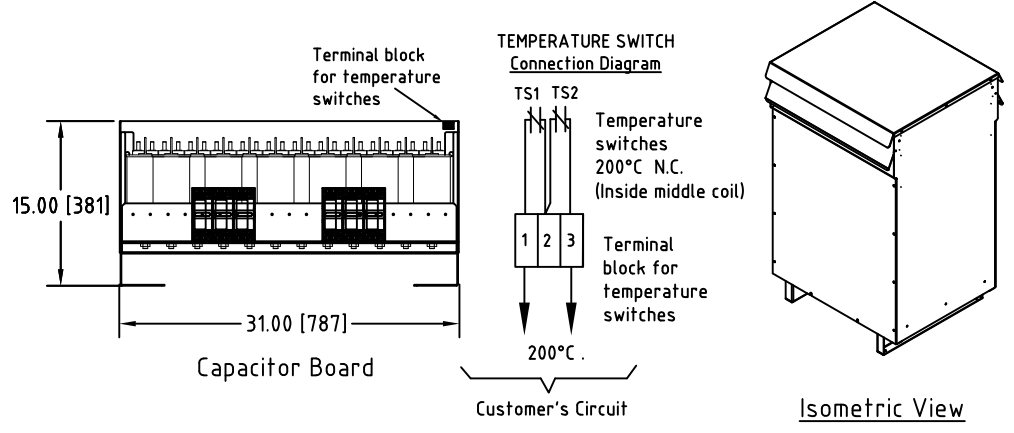 Terminal block
for temperature
switches
15.00 [381]
31.00 [787]
Capacitor Board
TEMPERATURE SWITCH
Connection Diagram
TS1 TS2
Temperature
switches
200°C N.C.
(Inside middle coil)
1 2 3
Terminal
block for
temperature
switches
200°C .
Customer's Circuit
Isometric View